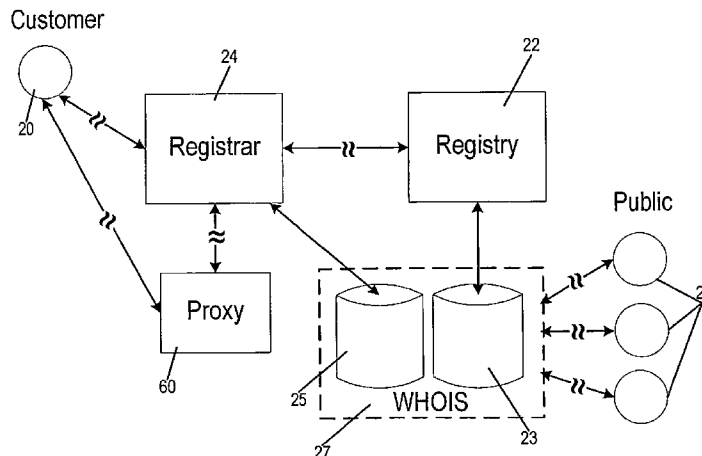 Customer
24
22
20
Registrar
Registry
Public
Proxy
60
25
WHOIS
27
23